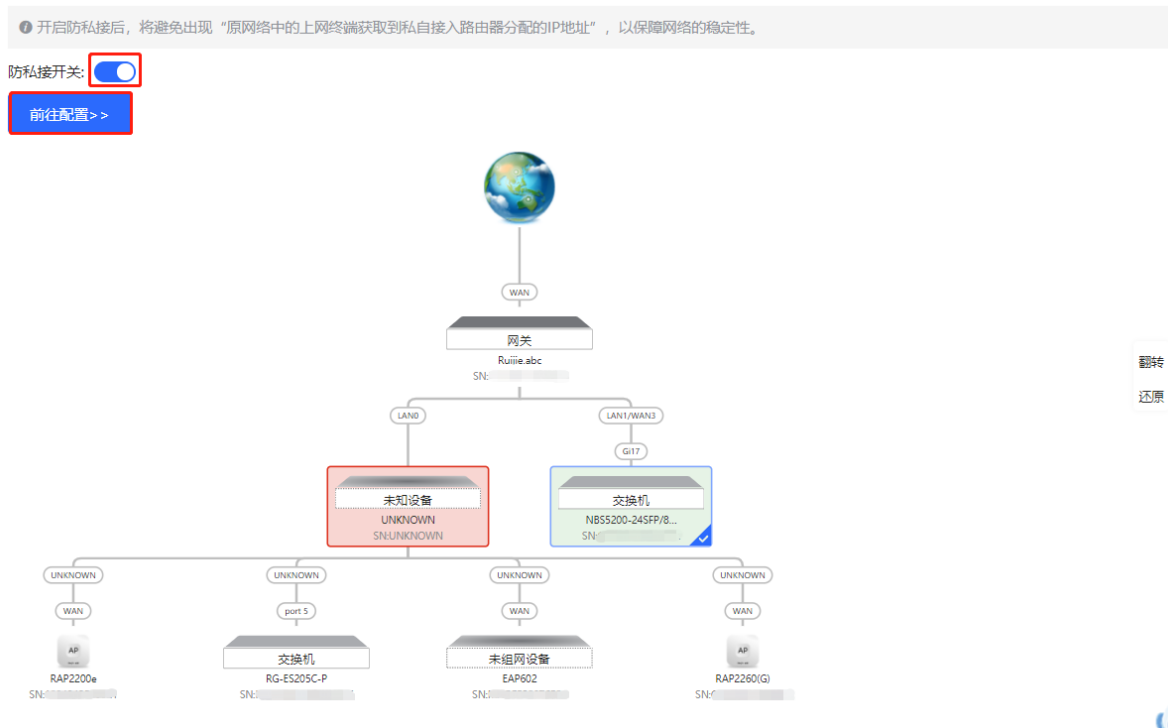 开启防私接后，将避免出现“原网络中的上网终端获取到私自接入路由器分配的IP地址”，以保障网络的稳定性。
防私接开关:
前往配置>>
WAN
网关
Ruijie.abc
SN:
翻转
还原
LAN0
LAN1/WAN3
Gi17
未知设备
UNKNOWN
SN:UNKNOWN
交换机
NBS5200-24SFP/8...
SN:
UNKNOWN
UNKNOWN
UNKNOWN
UNKNOWN
WAN
port 5
WAN
WAN
AP
RAP2200e
SN:
交换机
RG-ES205C-P
SN:
未组网设备
EAP602
SN:
AP
RAP2260(G)
SN: